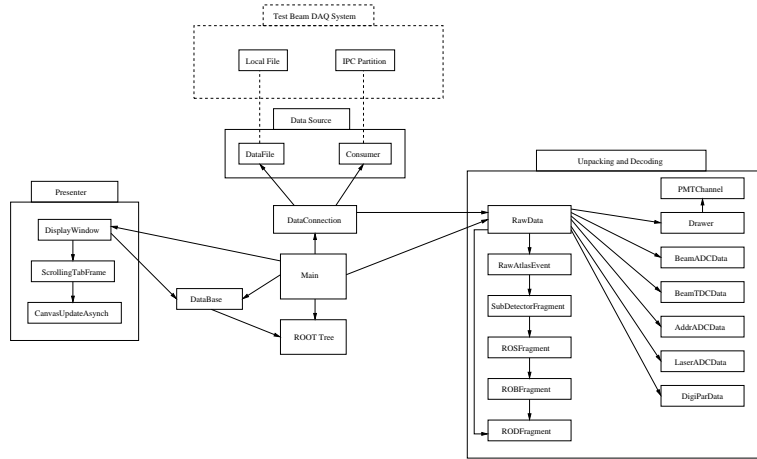 Test Beam DAQ System
Local File
IPC Partition
Data Source
DataFile
Consumer
Unpacking and Decoding
Presenter
PMTChannel
DisplayWindow
DataConnection
RawData
Drawer
ScrollingTabFrame
Main
RawAtlasEvent
BeamADCData
CanvasUpdateAsynch
DataBase
SubDetectorFragment
BeamTDCData
ROOT Tree
AddrADCData
ROSFragment
LaserADCData
ROBFragment
DigiParData
RODFragment